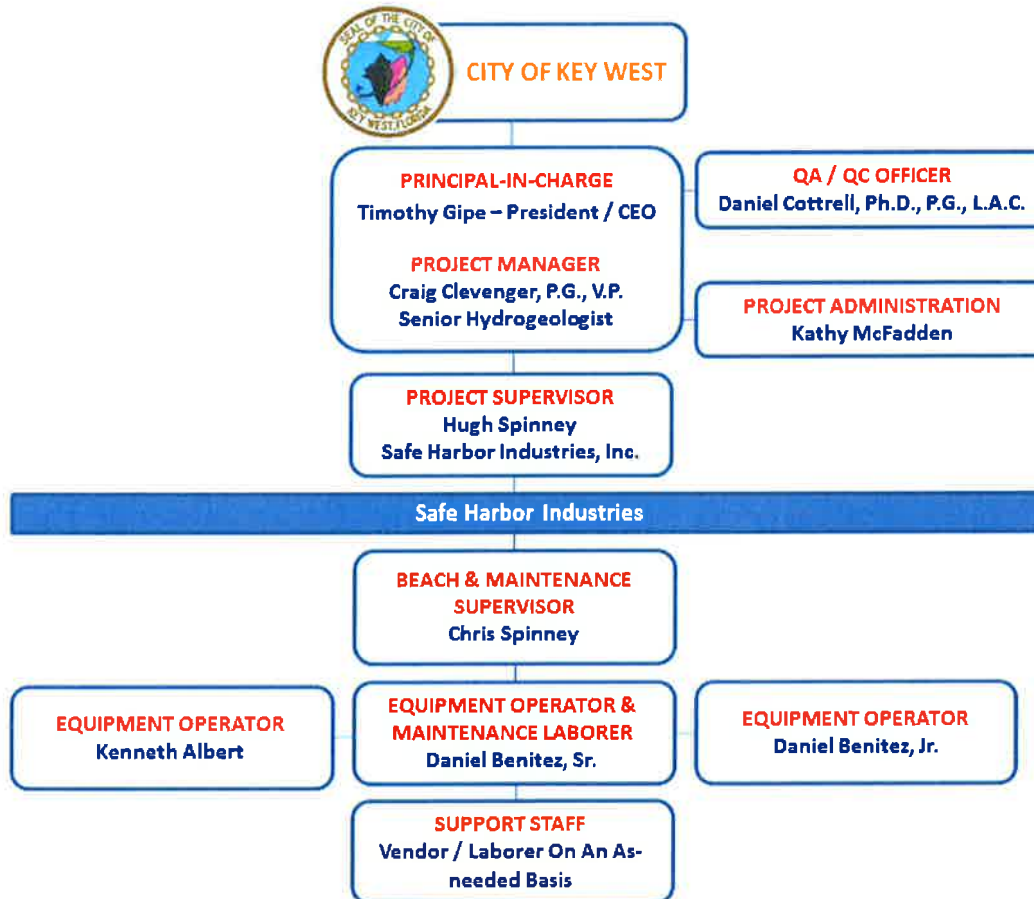 SEAL OF THE CITY OF
KEY WEST, FLORIDA
CITY OF KEY WEST
PRINCIPAL-IN-CHARGE
Timothy Gipe – President / CEO
PROJECT MANAGER
Craig Clevenger, P.G., V.P.
Senior Hydrogeologist
QA / QC OFFICER
Daniel Cottrell, Ph.D., P.G., L.A.C.
PROJECT ADMINISTRATION
Kathy McFadden
PROJECT SUPERVISOR
Hugh Spinney
Safe Harbor Industries, Inc.
Safe Harbor Industries
BEACH & MAINTENANCE
SUPERVISOR
Chris Spinney
EQUIPMENT OPERATOR
Kenneth Albert
EQUIPMENT OPERATOR &
MAINTENANCE LABORER
Daniel Benitez, Sr.
EQUIPMENT OPERATOR
Daniel Benitez, Jr.
SUPPORT STAFF
Vendor / Laborer On An As-
needed Basis